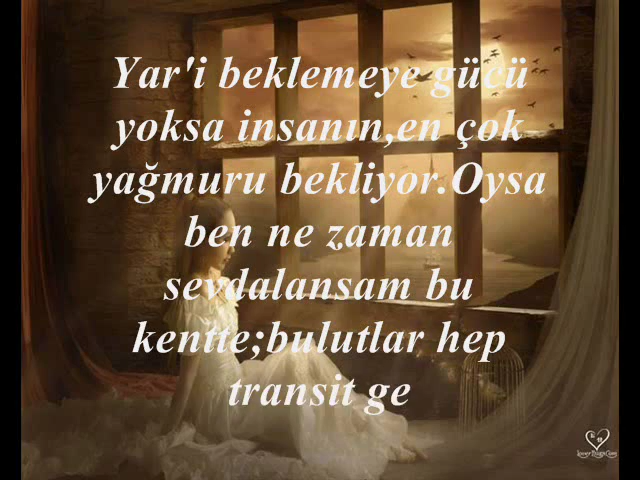 Yar'i beklemeye gücü
yoksa insanın,en çok
yağmuru bekliyor.Oysa
ben ne zaman
sevdalansam bu
kentte;bulutlar hep
transit ge